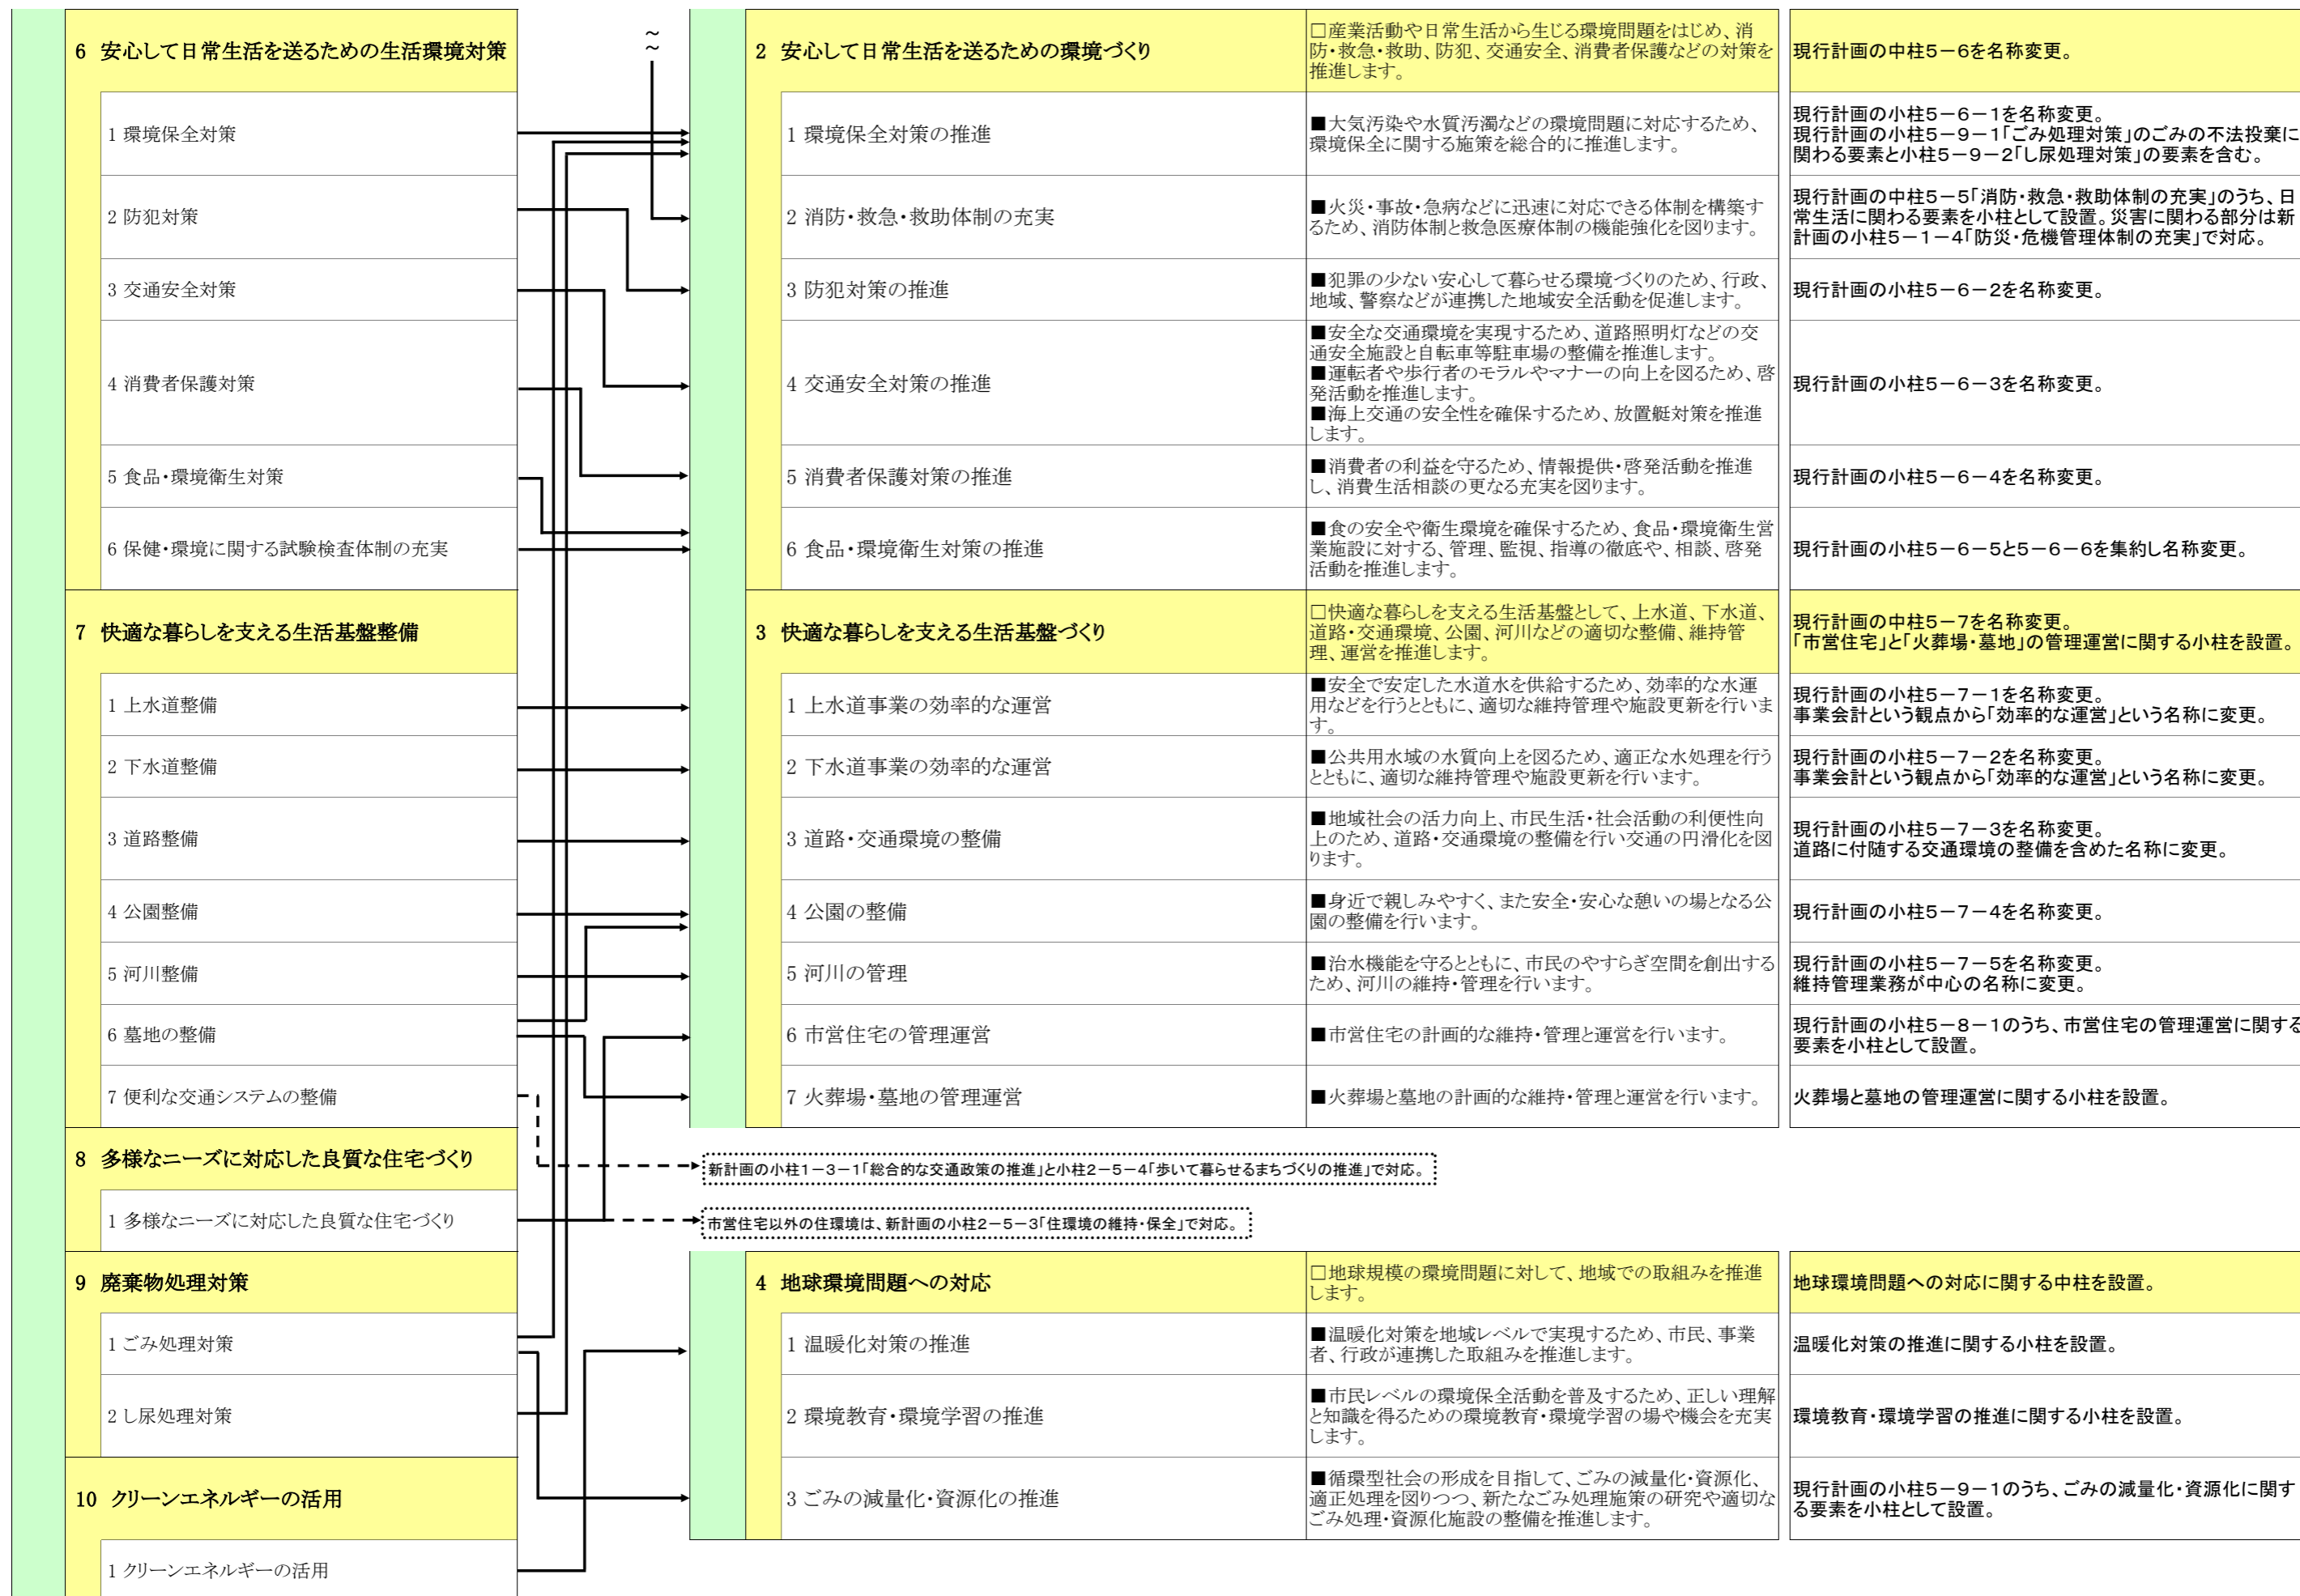 6 安心して日常生活を送るための生活環境対策
1 環境保全対策
2 防犯対策
3 交通安全対策
4 消費者保護対策
5 食品・環境衛生対策
6 保健・環境に関する試験検査体制の充実
7 快適な暮らしを支える生活基盤整備
1 上水道整備
2 下水道整備
3 道路整備
4 公園整備
5 河川整備
6 墓地の整備
7 便利な交通システムの整備
8 多様なニーズに対応した良質な住宅づくり
1 多様なニーズに対応した良質な住宅づくり
9 廃棄物処理対策
1 ごみ処理対策
2 し尿処理対策
10 クリーンエネルギーの活用
1 クリーンエネルギーの活用
~
~
2 安心して日常生活を送るための環境づくり
□産業活動や日常生活から生じる環境問題をはじめ、消
防・救急・救助、防犯、交通安全、消費者保護などの対策を
推進します。
現行計画の中柱5-6を名称変更。
1 環境保全対策の推進
■大気汚染や水質汚濁などの環境問題に対応するため、
環境保全に関する施策を総合的に推進します。
現行計画の小柱5-6-1を名称変更。
現行計画の小柱5-9-1「ごみ処理対策」のごみの不法投棄に
関わる要素と小柱5-9-2「し尿処理対策」の要素を含む。
2 消防・救急・救助体制の充実
■火災・事故・急病などに迅速に対応できる体制を構築す
るため、消防体制と救急医療体制の機能強化を図ります。
現行計画の中柱5-5「消防・救急・救助体制の充実」のうち、日
常生活に関わる要素を小柱として設置。災害に関わる部分は新
計画の小柱5-1-4「防災・危機管理体制の充実」で対応。
3 防犯対策の推進
■犯罪の少ない安心して暮らせる環境づくりのため、行政、
地域、警察などが連携した地域安全活動を促進します。
現行計画の小柱5-6-2を名称変更。
4 交通安全対策の推進
■安全な交通環境を実現するため、道路照明灯などの交
通安全施設と自転車等駐車場の整備を推進します。
■運転者や歩行者のモラルやマナーの向上を図るため、啓
発活動を推進します。
■海上交通の安全性を確保するため、放置艇対策を推進
します。
現行計画の小柱5-6-3を名称変更。
5 消費者保護対策の推進
■消費者の利益を守るため、情報提供・啓発活動を推進
し、消費生活相談の更なる充実を図ります。
現行計画の小柱5-6-4を名称変更。
6 食品・環境衛生対策の推進
■食の安全や衛生環境を確保するため、食品・環境衛生営
業施設に対する、管理、監視、指導の徹底や、相談、啓発
活動を推進します。
現行計画の小柱5-6-5と5-6-6を集約し名称変更。
3 快適な暮らしを支える生活基盤づくり
□快適な暮らしを支える生活基盤として、上水道、下水道、
道路・交通環境、公園、河川などの適切な整備、維持管
理、運営を推進します。
現行計画の中柱5-7を名称変更。
「市営住宅」と「火葬場・墓地」の管理運営に関する小柱を設置。
1 上水道事業の効率的な運営
■安全で安定した水道水を供給するため、効率的な水運
用などを行うとともに、適切な維持管理や施設更新を行いま
す。
現行計画の小柱5-7-1を名称変更。
事業会計という観点から「効率的な運営」という名称に変更。
2 下水道事業の効率的な運営
■公共用水域の水質向上を図るため、適正な水処理を行う
とともに、適切な維持管理や施設更新を行います。
現行計画の小柱5-7-2を名称変更。
事業会計という観点から「効率的な運営」という名称に変更。
3 道路・交通環境の整備
■地域社会の活力向上、市民生活・社会活動の利便性向
上のため、道路・交通環境の整備を行い交通の円滑化を図
ります。
現行計画の小柱5-7-3を名称変更。
道路に付随する交通環境の整備を含めた名称に変更。
4 公園の整備
■身近で親しみやすく、また安全・安心な憩いの場となる公
園の整備を行います。
現行計画の小柱5-7-4を名称変更。
5 河川の管理
■治水機能を守るとともに、市民のやすらぎ空間を創出する
ため、河川の維持・管理を行います。
現行計画の小柱5-7-5を名称変更。
維持管理業務が中心の名称に変更。
6 市営住宅の管理運営
■市営住宅の計画的な維持・管理と運営を行います。
現行計画の小柱5-8-1のうち、市営住宅の管理運営に関する
要素を小柱として設置。
7 火葬場・墓地の管理運営
■火葬場と墓地の計画的な維持・管理と運営を行います。
火葬場と墓地の管理運営に関する小柱を設置。
新計画の小柱1-3-1「総合的な交通政策の推進」と小柱2-5-4「歩いて暮らせるまちづくりの推進」で対応。
市営住宅以外の住環境は、新計画の小柱2-5-3「住環境の維持・保全」で対応。
4 地球環境問題への対応
□地球規模の環境問題に対して、地域での取組みを推進
します。
地球環境問題への対応に関する中柱を設置。
1 温暖化対策の推進
■温暖化対策を地域レベルで実現するため、市民、事業
者、行政が連携した取組みを推進します。
温暖化対策の推進に関する小柱を設置。
2 環境教育・環境学習の推進
■市民レベルの環境保全活動を普及するため、正しい理解
と知識を得るための環境教育・環境学習の場や機会を充実
します。
環境教育・環境学習の推進に関する小柱を設置。
3 ごみの減量化・資源化の推進
■循環型社会の形成を目指して、ごみの減量化・資源化、
適正処理を図りつつ、新たなごみ処理施策の研究や適切な
ごみ処理・資源化施設の整備を推進します。
現行計画の小柱5-9-1のうち、ごみの減量化・資源化に関す
る要素を小柱として設置。